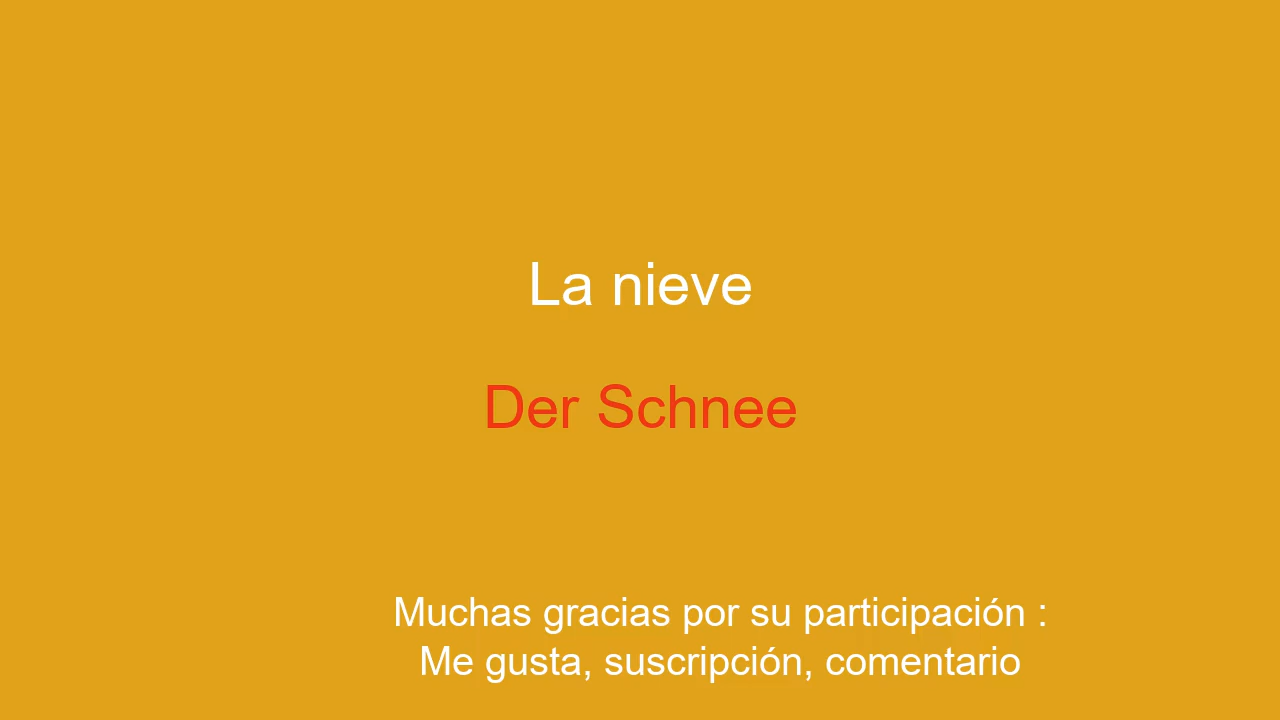 La nieve
Der Schnee
Muchas gracias por su participación :
Me gusta, suscripción, comentario